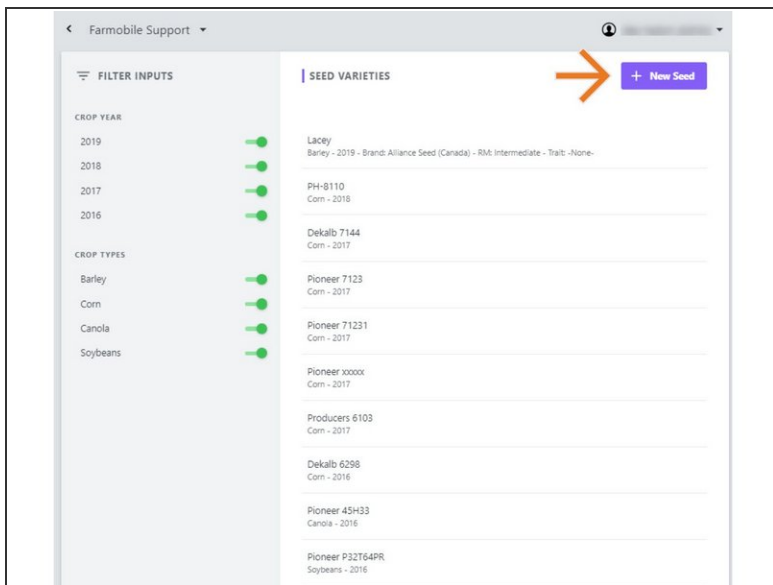 Farmobile Support
FILTER INPUTS
CROP YEAR
2019
2018
2017
2016
CROP TYPES
Barley
Corn
Canola
Soybeans
SEED VARIETIES
+ New Seed
Lacey
Barley - 2019 - Brand: Alliance Seed (Canada) - RM: Intermediate - Trait: -None-
PH-8110
Corn - 2018
Dekalb 7144
Corn - 2017
Pioneer 7123
Corn - 2017
Pioneer 71231
Corn - 2017
Pioneer xxxxx
Corn - 2017
Producers 6103
Corn - 2017
Dekalb 6298
Corn - 2016
Pioneer 45H33
Canola - 2016
Pioneer P32T64PR
Soybeans - 2016